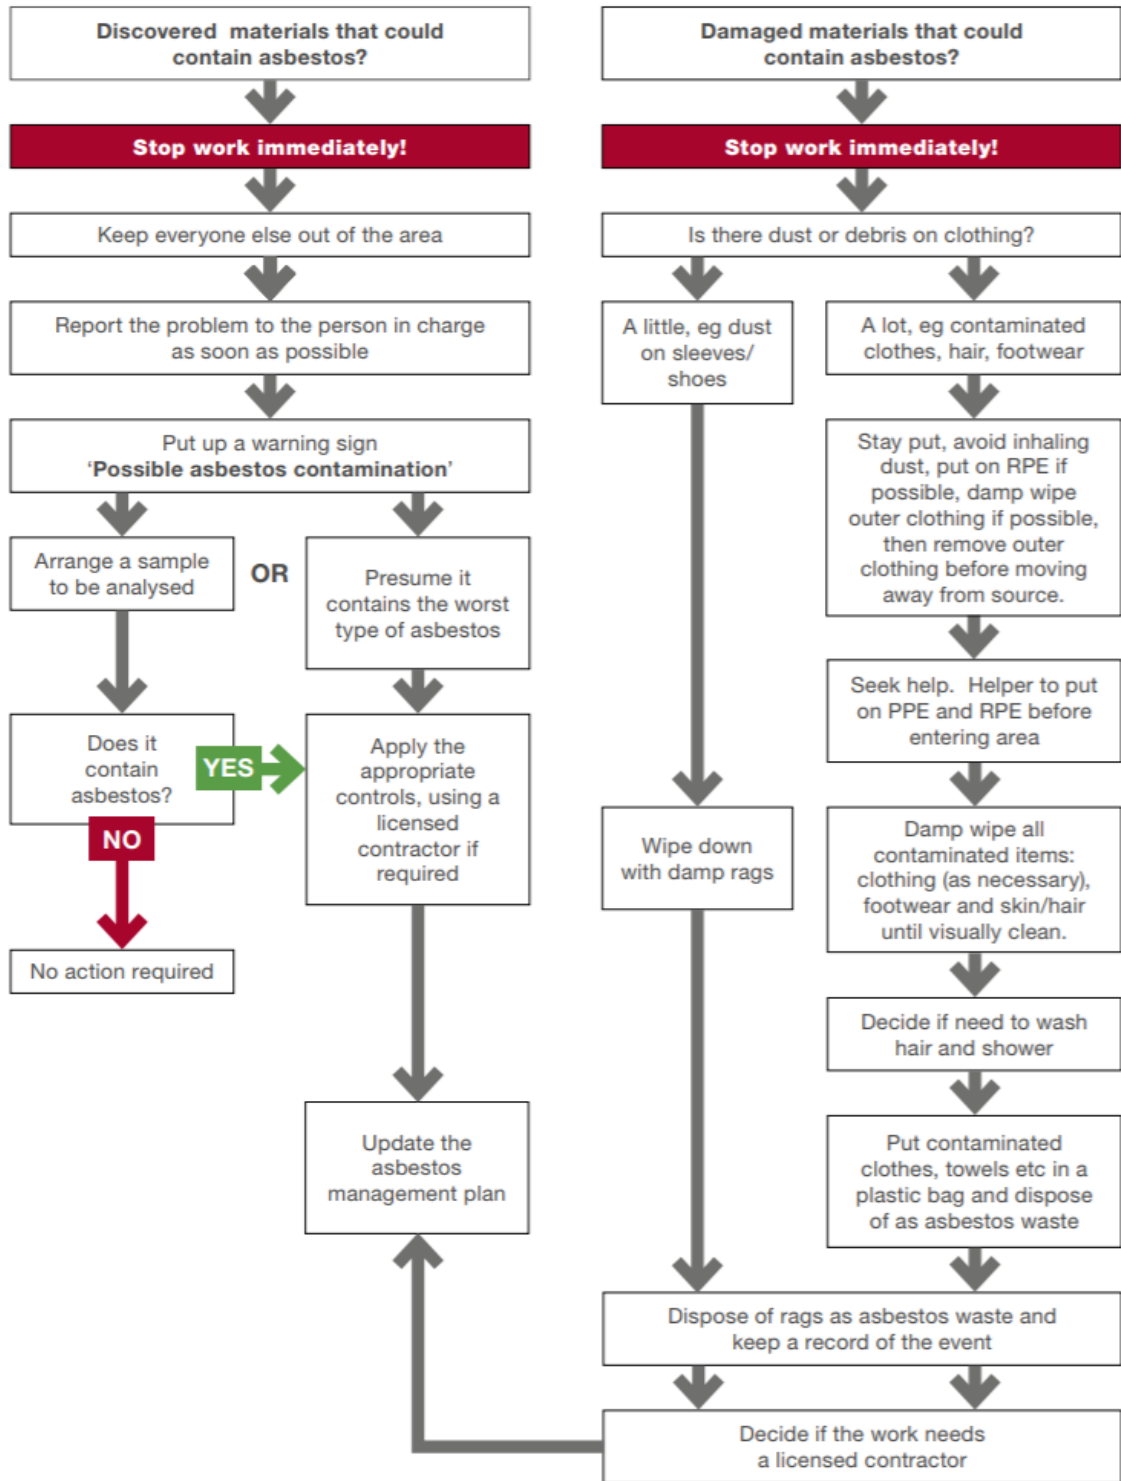 Discovered materials that could
contain asbestos?
Stop work immediately!
Keep everyone else out of the area
Report the problem to the person in charge
as soon as possible
Put up a warning sign
‘Possible asbestos contamination’
Arrange a sample
to be analysed
OR
Presume it
contains the worst
type of asbestos
Does it
contain
asbestos?
YES
NO
Apply the
appropriate
controls, using a
licensed
contractor if
required
No action required
Update the
asbestos
management plan
Damaged materials that could
contain asbestos?
Stop work immediately!
Is there dust or debris on clothing?
A little, eg dust
on sleeves/
shoes
Wipe down
with damp rags
A lot, eg contaminated
clothes, hair, footwear
Stay put, avoid inhaling
dust, put on RPE if
possible, damp wipe
outer clothing if possible,
then remove outer
clothing before moving
away from source.
Seek help. Helper to put
on PPE and RPE before
entering area
Damp wipe all
contaminated items:
clothing (as necessary),
footwear and skin/hair
until visually clean.
Decide if need to wash
hair and shower
Put contaminated
clothes, towels etc in a
plastic bag and dispose
of as asbestos waste
Dispose of rags as asbestos waste and
keep a record of the event
Decide if the work needs
a licensed contractor